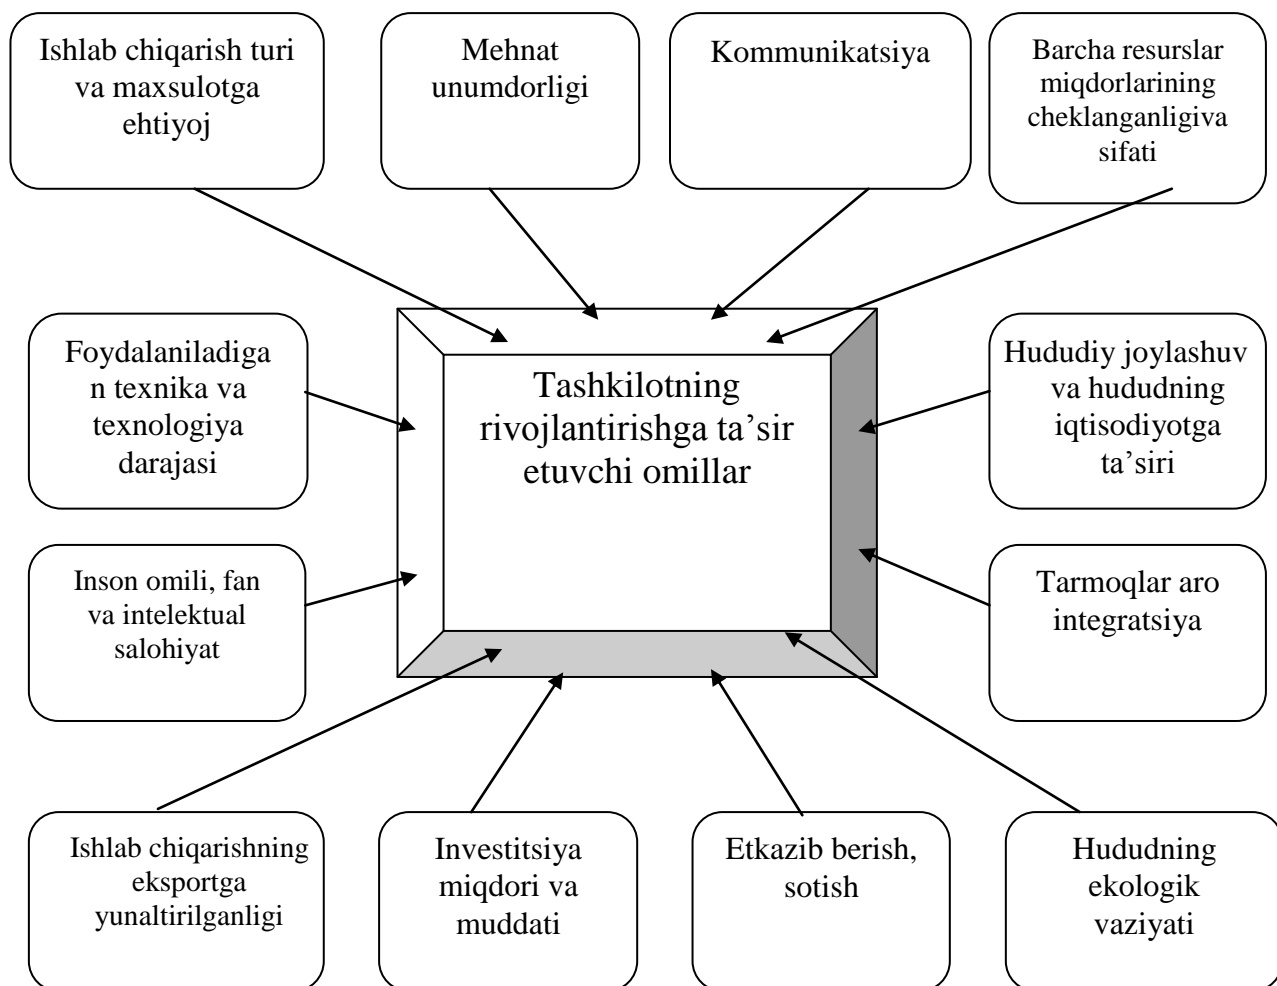 Ishlab chiqarish turi
va maxsulotga
ehtiyoj
Mehnat
unumdorligi
Kommunikatsiya
Barcha resurslar
miqdorlarining
cheklanganligiva
sifati
Foydalaniladiga
n texnika va
texnologiya
darajasi
Tashkilotning
rivojlantirishga ta’sir
etuvchi omillar
Hududiy joylashuv
va hududning
iqtisodiyotga
ta’siri
Inson omili, fan
va intelektual
salohiyat
Tarmoqlar aro
integratsiya
Ishlab chiqarishning
eksportga
yunaltirilganligi
Investitsiya
miqdori va
muddati
Etkazib berish,
sotish
Hududning
ekologik
vaziyati